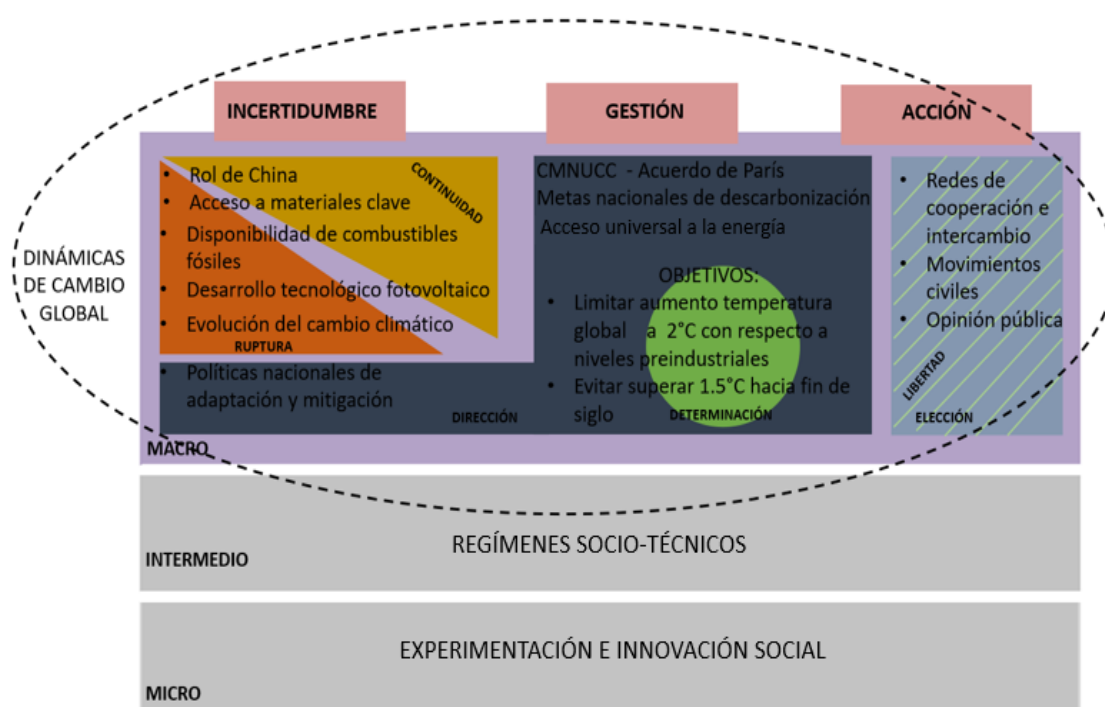 INCERTIDUMBRE
GESTIÓN
ACCIÓN
DINÁMICAS
DE CAMBIO
GLOBAL
• Rol de China
• Acceso a materiales clave
• Disponibilidad de combustibles
fósiles
• Desarrollo tecnológico fotovoltaico
• Evolución del cambio climático
CONTINUIDAD
RUPTURA
• Políticas nacionales de
adaptación y mitigación
DIRECCIÓN
CMNUCC - Acuerdo de París
Metas nacionales de descarbonización
Acceso universal a la energía
OBJETIVOS:
• Limitar aumento temperatura
global a 2°C con respecto a
niveles preindustriales
• Evitar superar 1.5°C hacia fin de
siglo
DETERMINACIÓN
• Redes de
cooperación e
intercambio
• Movimientos
civiles
• Opinión pública
LIBERTAD
ELECCIÓN
MACRO
REGÍMENES SOCIO-TÉCNICOS
INTERMEDIO
EXPERIMENTACIÓN E INNOVACIÓN SOCIAL
MICRO